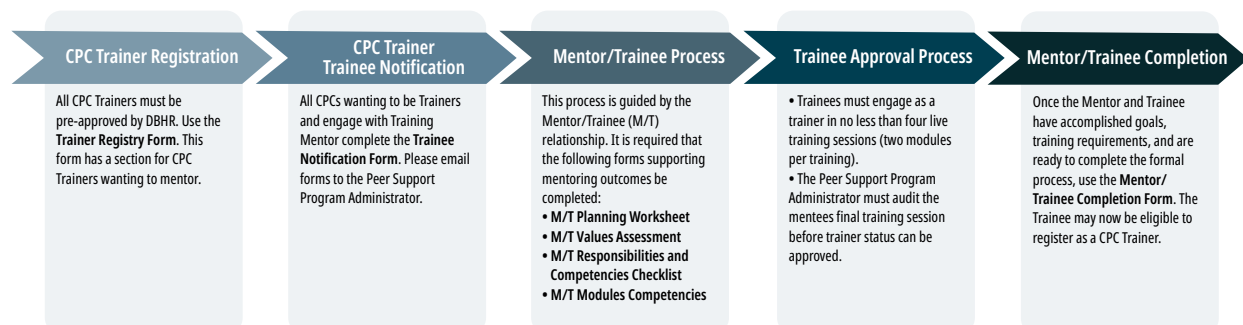 CPC Trainer Registration
All CPC Trainers must be
pre-approved by DBHR. Use the
Trainer Registry Form. This
form has a section for CPC
Trainers wanting to mentor.
CPC Trainer
Trainee Notification
All CPCs wanting to be Trainers
and engage with Training
Mentor complete the Trainee
Notification Form. Please email
forms to the Peer Support
Program Administrator.
Mentor/Trainee Process
This process is guided by the
Mentor/Trainee (M/T)
relationship. It is required that
the following forms supporting
mentoring outcomes be
completed:
• M/T Planning Worksheet
• M/T Values Assessment
• M/T Responsibilities and
Competencies Checklist
• M/T Modules Competencies
Trainee Approval Process
• Trainees must engage as a
trainer in no less than four live
training sessions (two modules
per training).
• The Peer Support Program
Administrator must audit the
mentees final training session
before trainer status can be
approved.
Mentor/Trainee Completion
Once the Mentor and Trainee
have accomplished goals,
training requirements, and are
ready to complete the formal
process, use the Mentor/
Trainee Completion Form. The
Trainee may now be eligible to
register as a CPC Trainer.